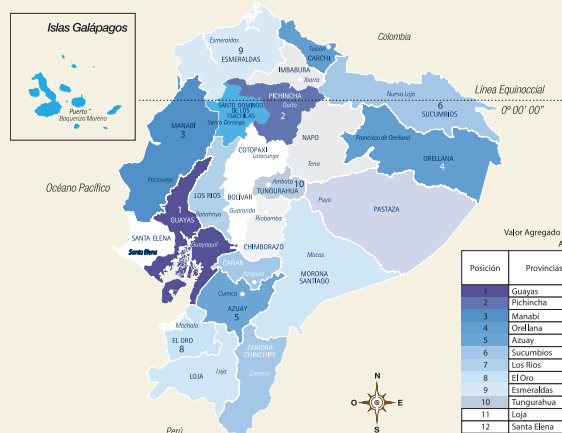 Islas Galápagos
Puerto
Baquerizo Moreno
Colombia
Esmeraldas
9
ESMERALDAS
Tulcán
CARCHI
IMBABURA
Ibarra
Línea Equinoccial
0º 00' 00"
PICHINCHA
Quito
2
Nueva Loja
6
SUCUMBIOS
SANTO DOMINGO
DE LOS
TSÁCHILAS
Santo Domingo
MANABÍ
3
Portoviejo
NAPO
Tena
Francisco de Orellana
ORELLANA
4
COTOPAXI
Latacunga
Océano Pacífico
LOS RIOS
Babahoyo
BOLÍVAR
Guaranda
Ambato
10
TUNGURAHUA
Puyo
PASTAZA
1
GUAYAS
Guayaquil
Riobamba
CHIMBORAZO
SANTA ELENA
Santa Elena
Macas
MORONA
SANTIAGO
CAÑAR
Azogues
Cuenca
AZUAY
5
Machala
EL ORO
8
ZAMORA
CHINCHIPE
Zamora
LOJA
Loja
Perú
N
O
E
S
Valor Agregado
A
Posición Provincias
1 Guayas
2 Pichincha
3 Manabí
4 Orellana
5 Azuay
6 Sucumbios
7 Los Rios
8 El Oro
9 Esmeraldas
10 Tungurahua
11 Loja
12 Santa Elena